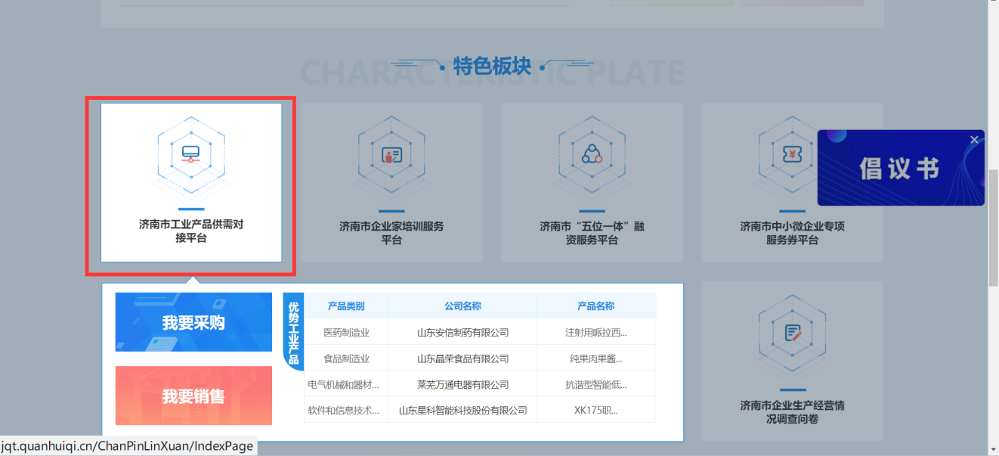 CHARACTERISTIC PLATE
特色板块
济南市工业产品供需对
接平台
济南市企业家培训服务
平台
济南市“五位一体”融
资服务平台
济南市中小微企业专项
服务券平台
倡议书
我要采购
我要销售
优势工业产品
产品类别 公司名称 产品名称
医药制造业 山东安信制药有限公司 注射用哌拉西...
食品制造业 山东晶荣食品有限公司 纯果肉果酱...
电气机械和器材... 莱芜万通电器有限公司 抗谐型智能低...
软件和信息技术... 山东星科智能科技股份有限公司 XK175职...
济南市企业生产经营情
况调查问卷
jqt.quanhuiqi.cn/ChanPinLinXuan/IndexPage